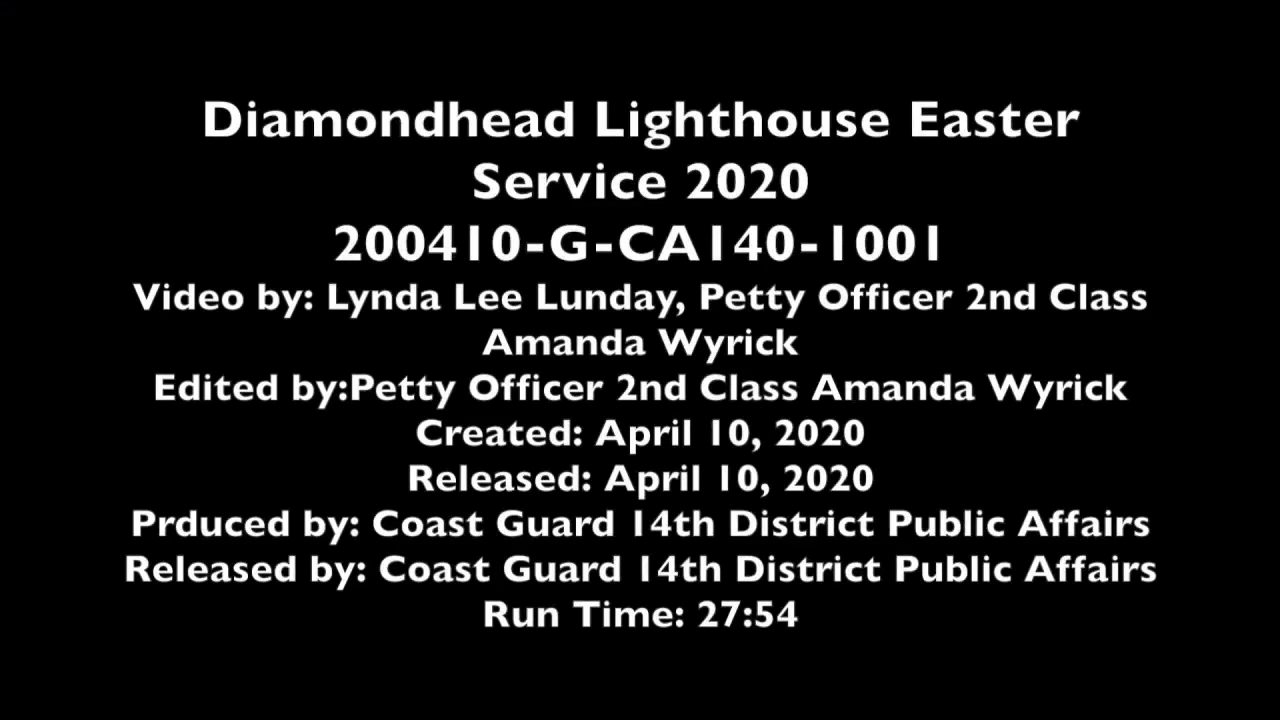 Diamondhead Lighthouse Easter
Service 2020
200410-G-CA140-1001
Video by: Lynda Lee Lunday, Petty Officer 2nd Class
Amanda Wyrick
Edited by:Petty Officer 2nd Class Amanda Wyrick
Created: April 10, 2020
Released: April 10, 2020
Prduced by: Coast Guard 14th District Public Affairs
Released by: Coast Guard 14th District Public Affairs
Run Time: 27:54